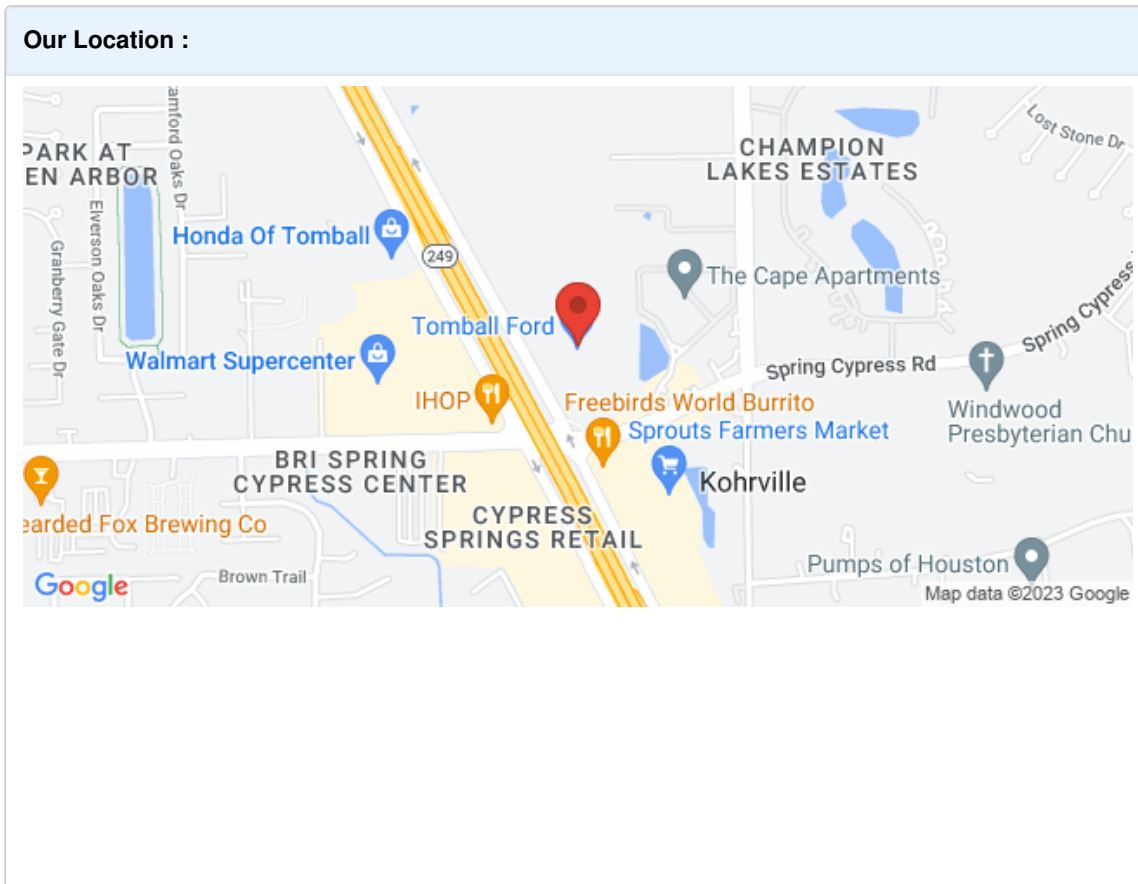 Our Location :
amford Oaks Dr
PARK AT
EN ARBOR
Elverson Oaks Dr
Granberry Gate Dr
Honda Of Tomball
249
CHAMPION
LAKES ESTATES
Lost Stone Dr
The Cape Apartments
Tomball Ford
Walmart Supercenter
IHOP
Spring Cypress Rd
Spring Cypress
Freebirds World Burrito
Sprouts Farmers Market
Windwood
Presbyterian Chu
BRI SPRING
CYPRESS CENTER
Kohrville
earded Fox Brewing Co
CYPRESS
SPRINGS RETAIL
Pumps of Houston
Brown Trail
Google
Map data ©2023 Google